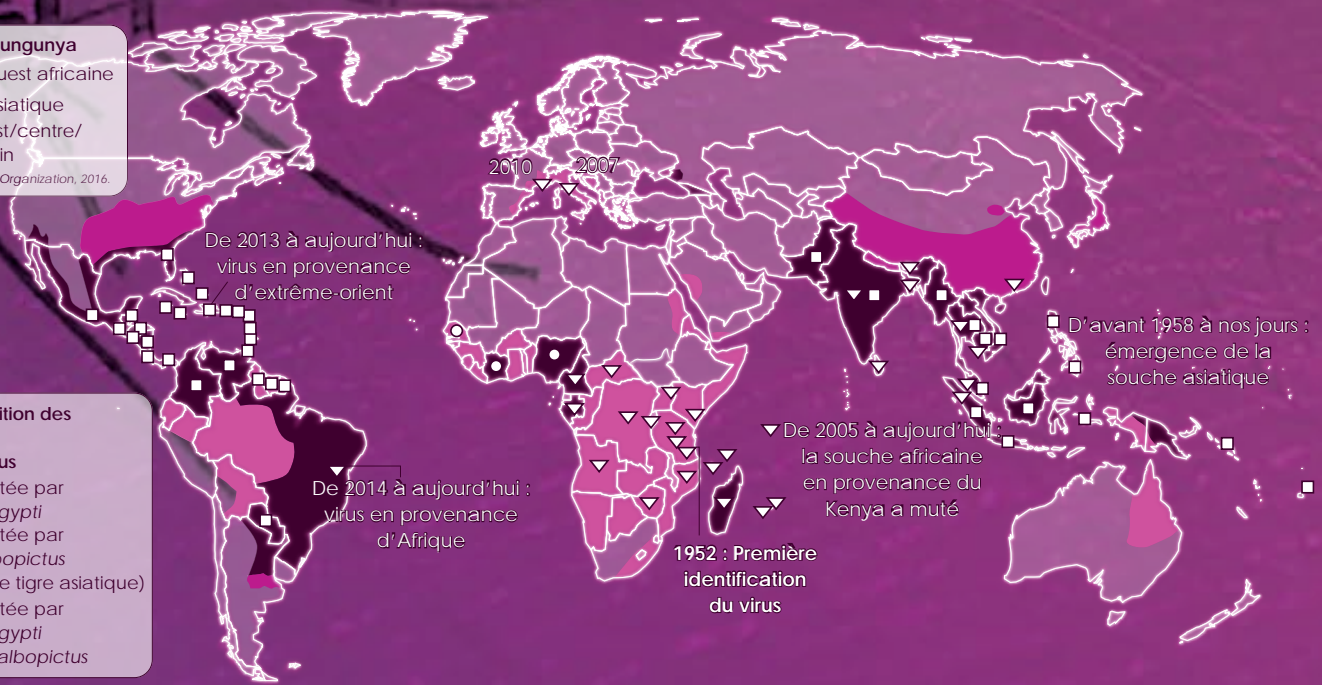 ungunya
uest africaine
siatique
st/centre/
in
Organization, 2016.
2010
2007
De 2013 à aujourd'hui :
virus en provenance
d'extrême-orient
D'avant 1958 à nos jours :
émergence de la
souche asiatique
De 2005 à aujourd'hui :
la souche africaine
en provenance du
Kenya a muté
De 2014 à aujourd'hui :
virus en provenance
d'Afrique
1952 : Première
identification
du virus
ition des
us
tée par
gypti
tée par
bopictus
e tigre asiatique)
tée par
gypti
albopictus